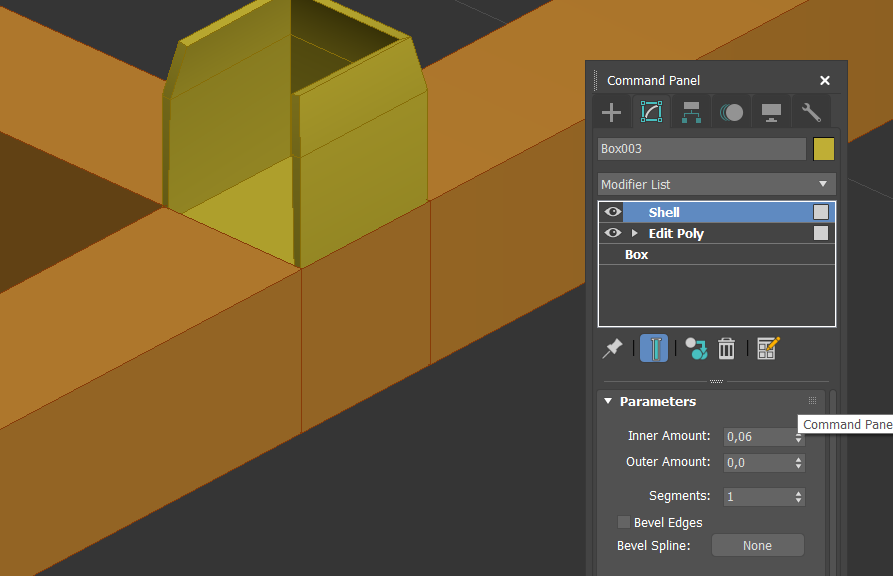 Command Panel
Box003
Modifier List
Shell
Edit Poly
Box
Parameters
Command Pane
Inner Amount: 0,06
Outer Amount: 0,0
Segments: 1
Bevel Edges
Bevel Spline: None